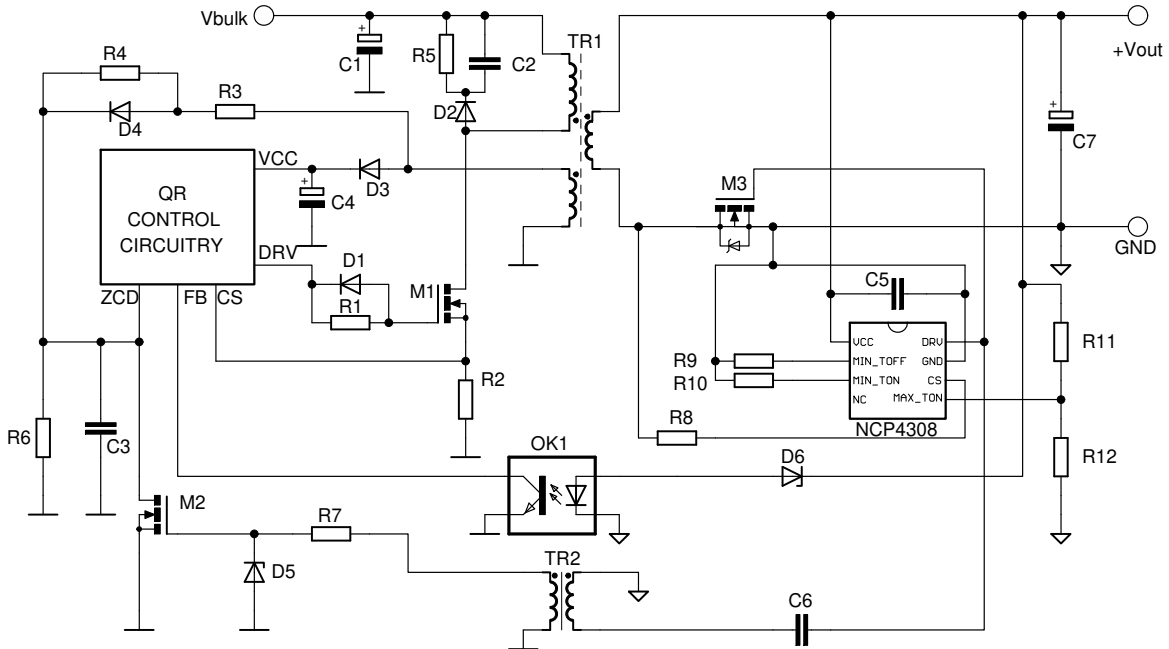 Vbulk
C1
R5
C2
TR1
+Vout
R4
D4
R3
D2
C7
VCC
D3
C4
QR
CONTROL
CIRCUITRY
DRV
M3
GND
D1
M1
R1
C5
ZCD
FB
CS
R2
R9
R10
R8
VCC
MIN_TOFF
MIN_TON
NC
DRV
GND
CS
MAX_TON
NCP4308
R11
R12
R6
C3
OK1
D6
M2
R7
D5
TR2
C6